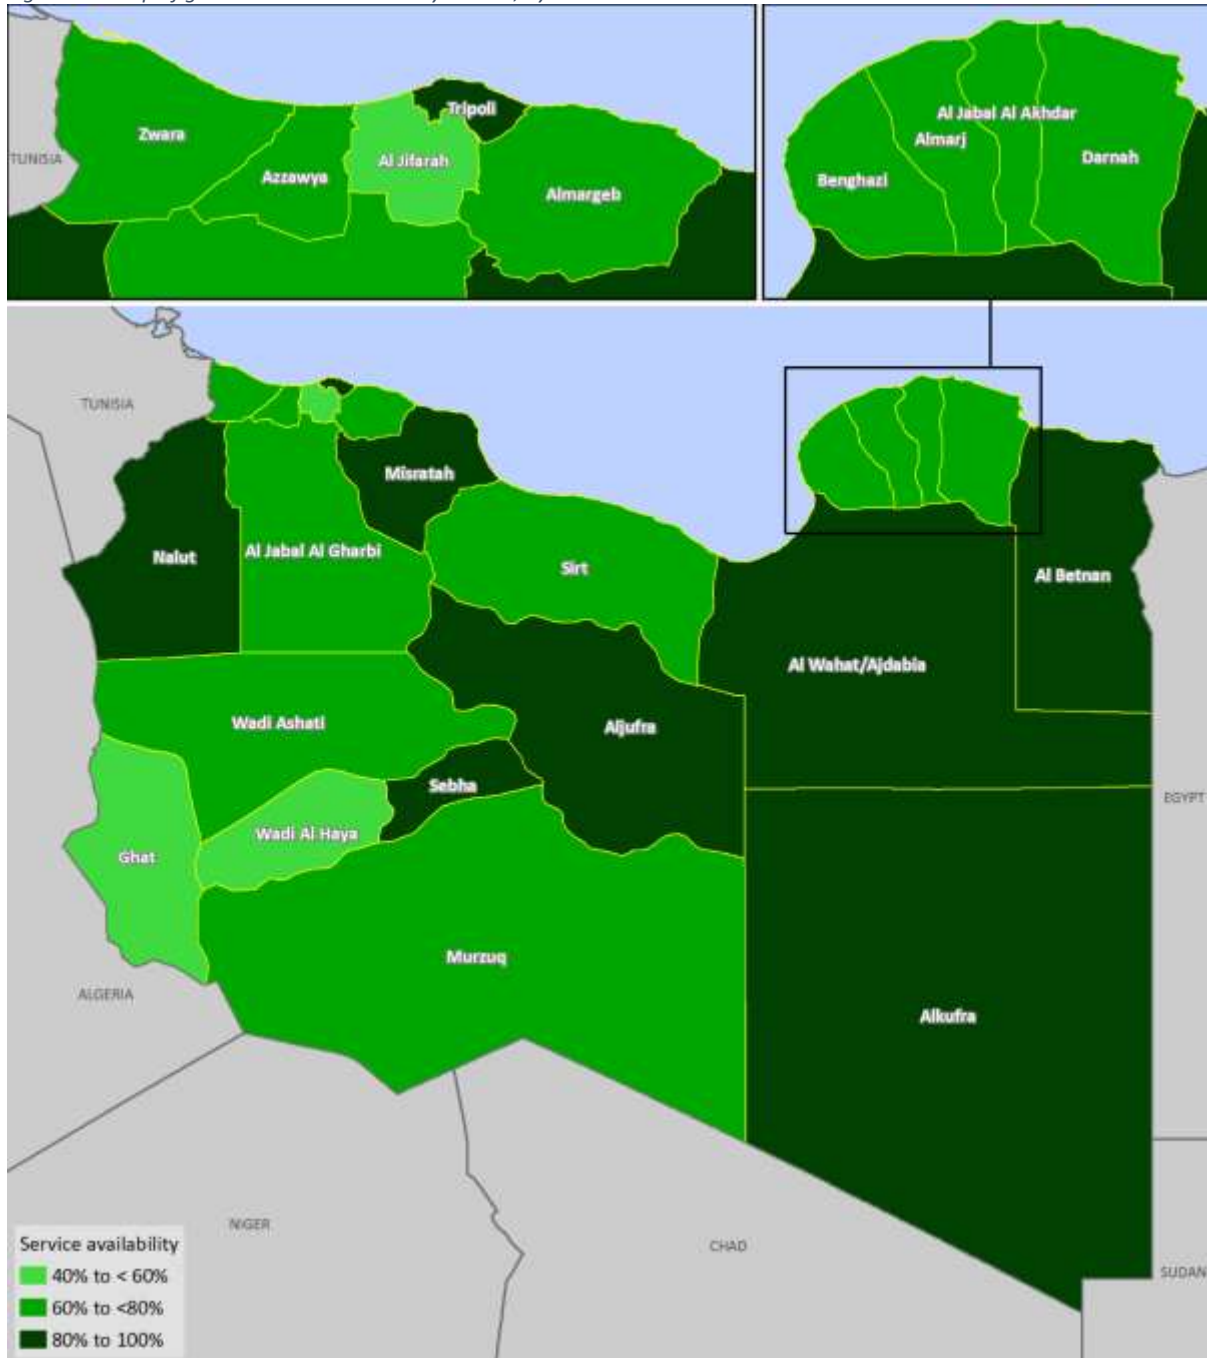 TUNISIA
Zwara
Azzawya
Al Jifarah
Tripoli
Almargeb
Benghazi
Almarj
Al Jabal Al Akhdar
Darnah
TUNISIA
Misratah
Nalut
Al Jabal Al Gharbi
Sirt
Al Betnan
Al Wahat/Ajdabia
Wadi Ashati
Aljufra
Sebha
EGYPT
Wadi Al Haya
Ghat
Murzuq
ALGERIA
Alkufra
NIGER
CHAD
SUDAN
Service availability
40% to < 60%
60% to <80%
80% to 100%